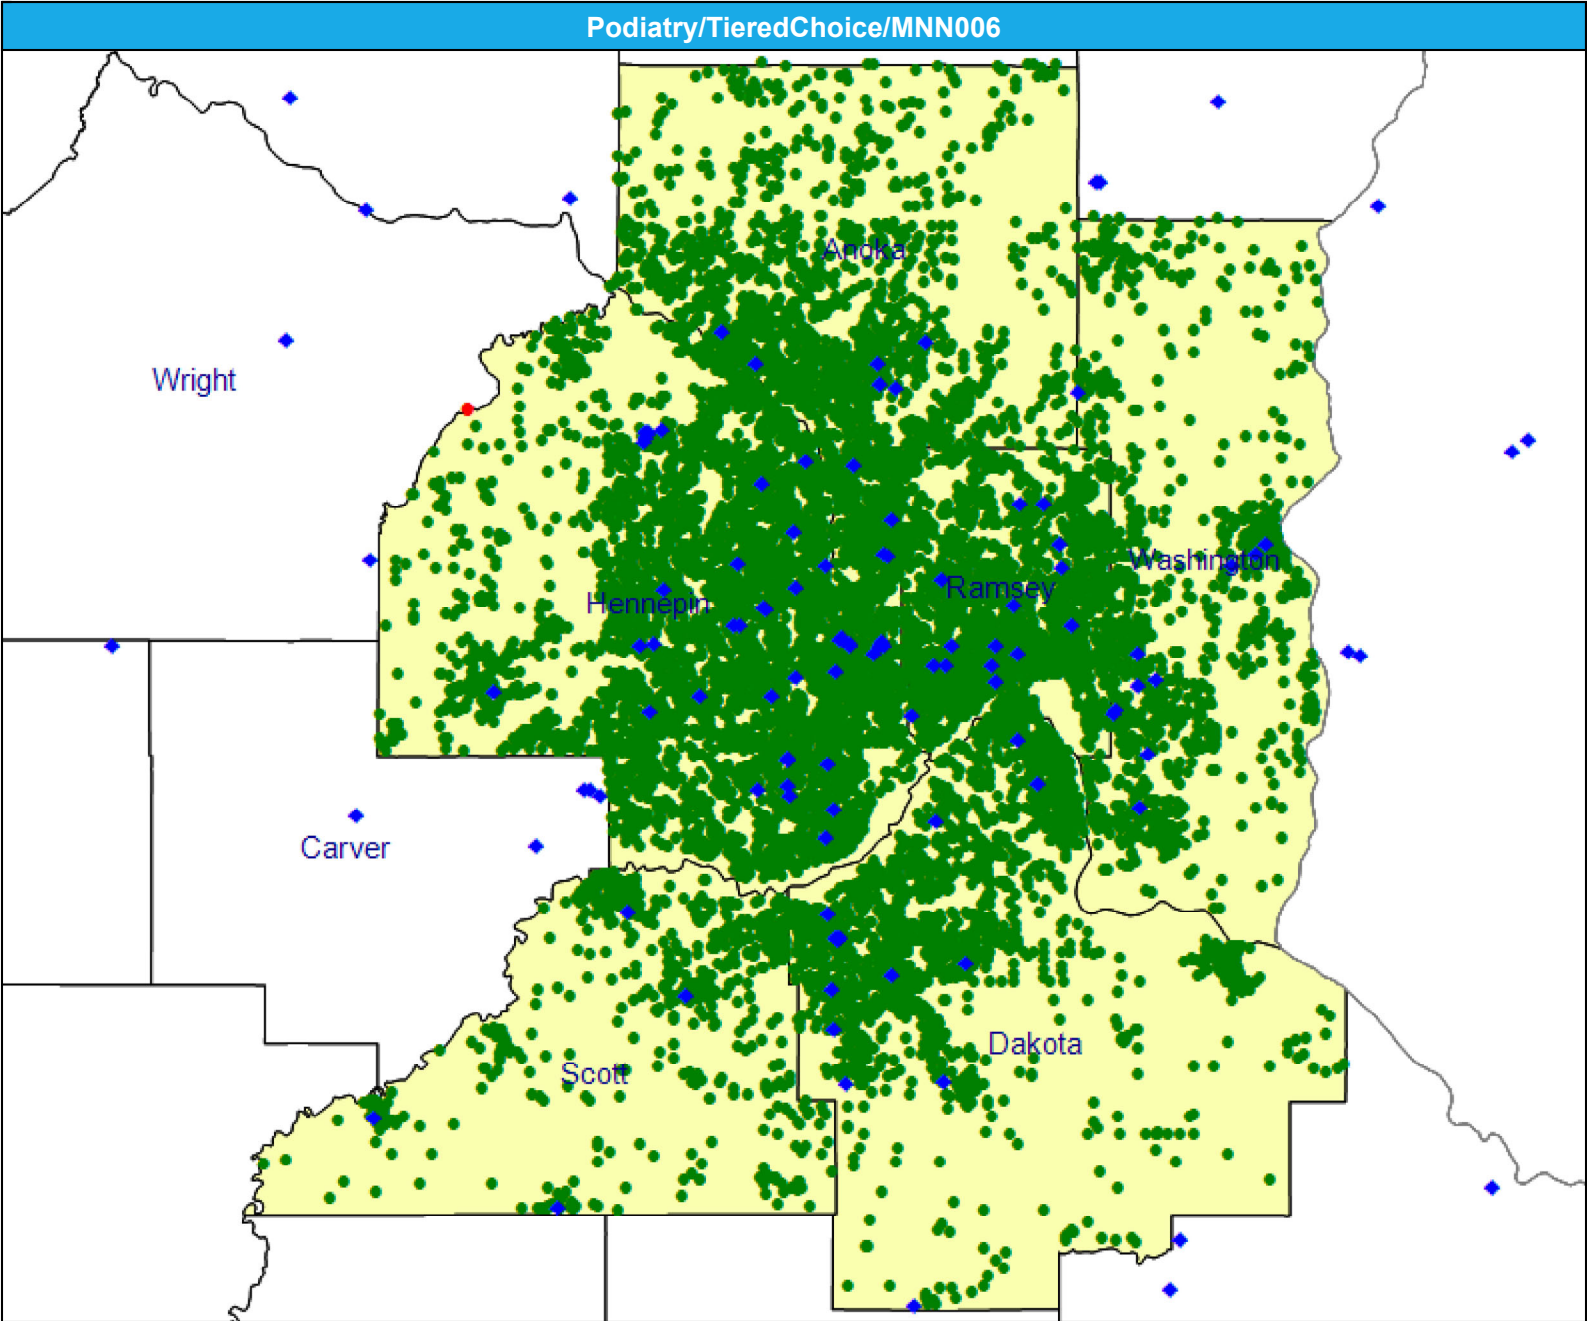 Podiatry/TieredChoice/MNN006
Anoka
Wright
Washington
Ramsey
Hennepin
Carver
Dakota
Scott